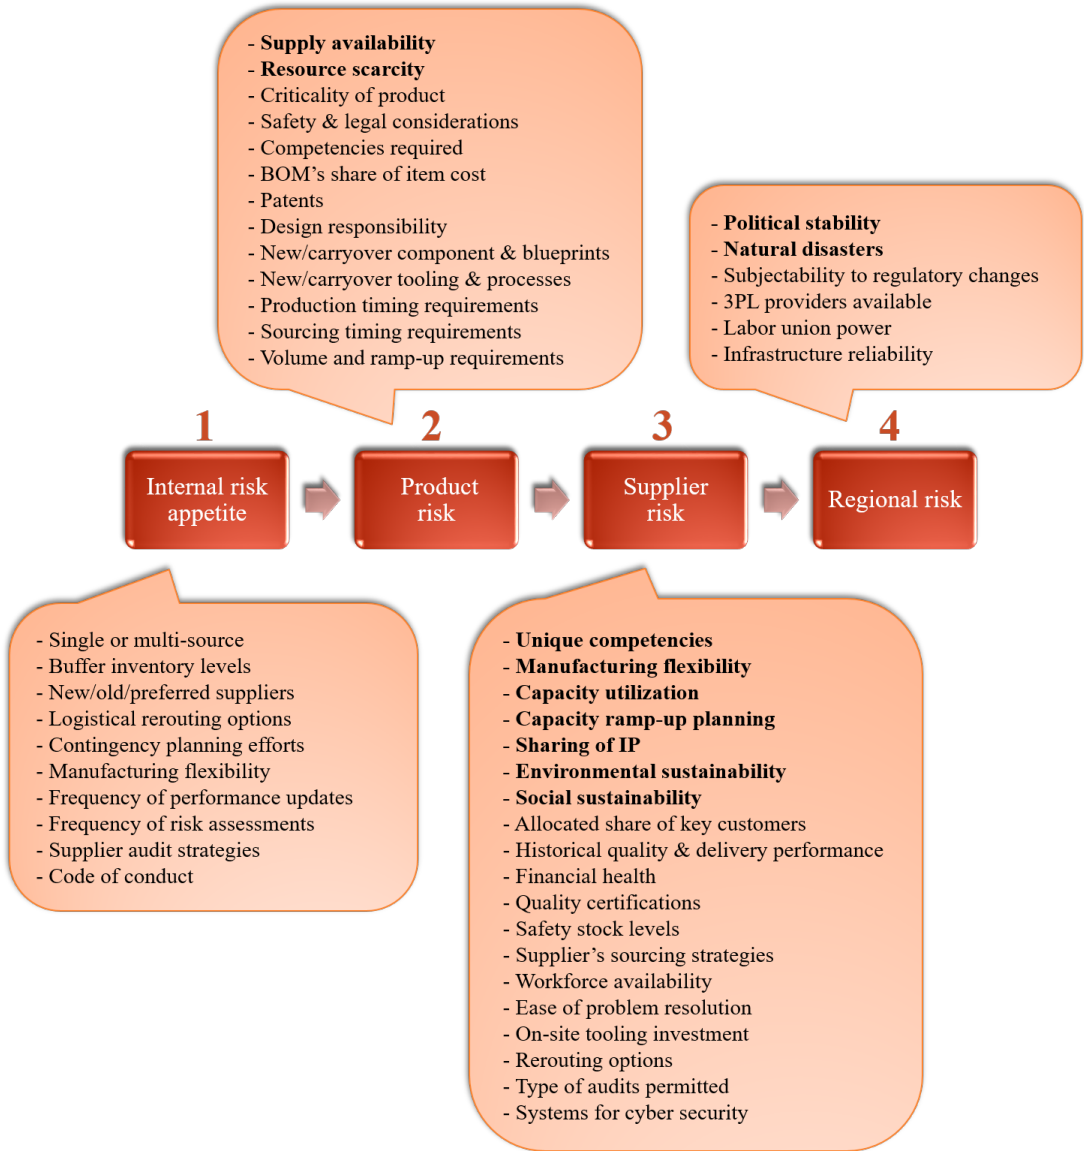 - Supply availability
- Resource scarcity
- Criticality of product
- Safety & legal considerations
- Competencies required
- BOM’s share of item cost
- Patents
- Design responsibility
- New/carryover component & blueprints
- New/carryover tooling & processes
- Production timing requirements
- Sourcing timing requirements
- Volume and ramp-up requirements
- Political stability
- Natural disasters
- Subjectability to regulatory changes
- 3PL providers available
- Labor union power
- Infrastructure reliability
1
Internal risk
appetite
2
Product
risk
3
Supplier
risk
4
Regional risk
- Single or multi-source
- Buffer inventory levels
- New/old/preferred suppliers
- Logistical rerouting options
- Contingency planning efforts
- Manufacturing flexibility
- Frequency of performance updates
- Frequency of risk assessments
- Supplier audit strategies
- Code of conduct
- Unique competencies
- Manufacturing flexibility
- Capacity utilization
- Capacity ramp-up planning
- Sharing of IP
- Environmental sustainability
- Social sustainability
- Allocated share of key customers
- Historical quality & delivery performance
- Financial health
- Quality certifications
- Safety stock levels
- Supplier’s sourcing strategies
- Workforce availability
- Ease of problem resolution
- On-site tooling investment
- Rerouting options
- Type of audits permitted
- Systems for cyber security